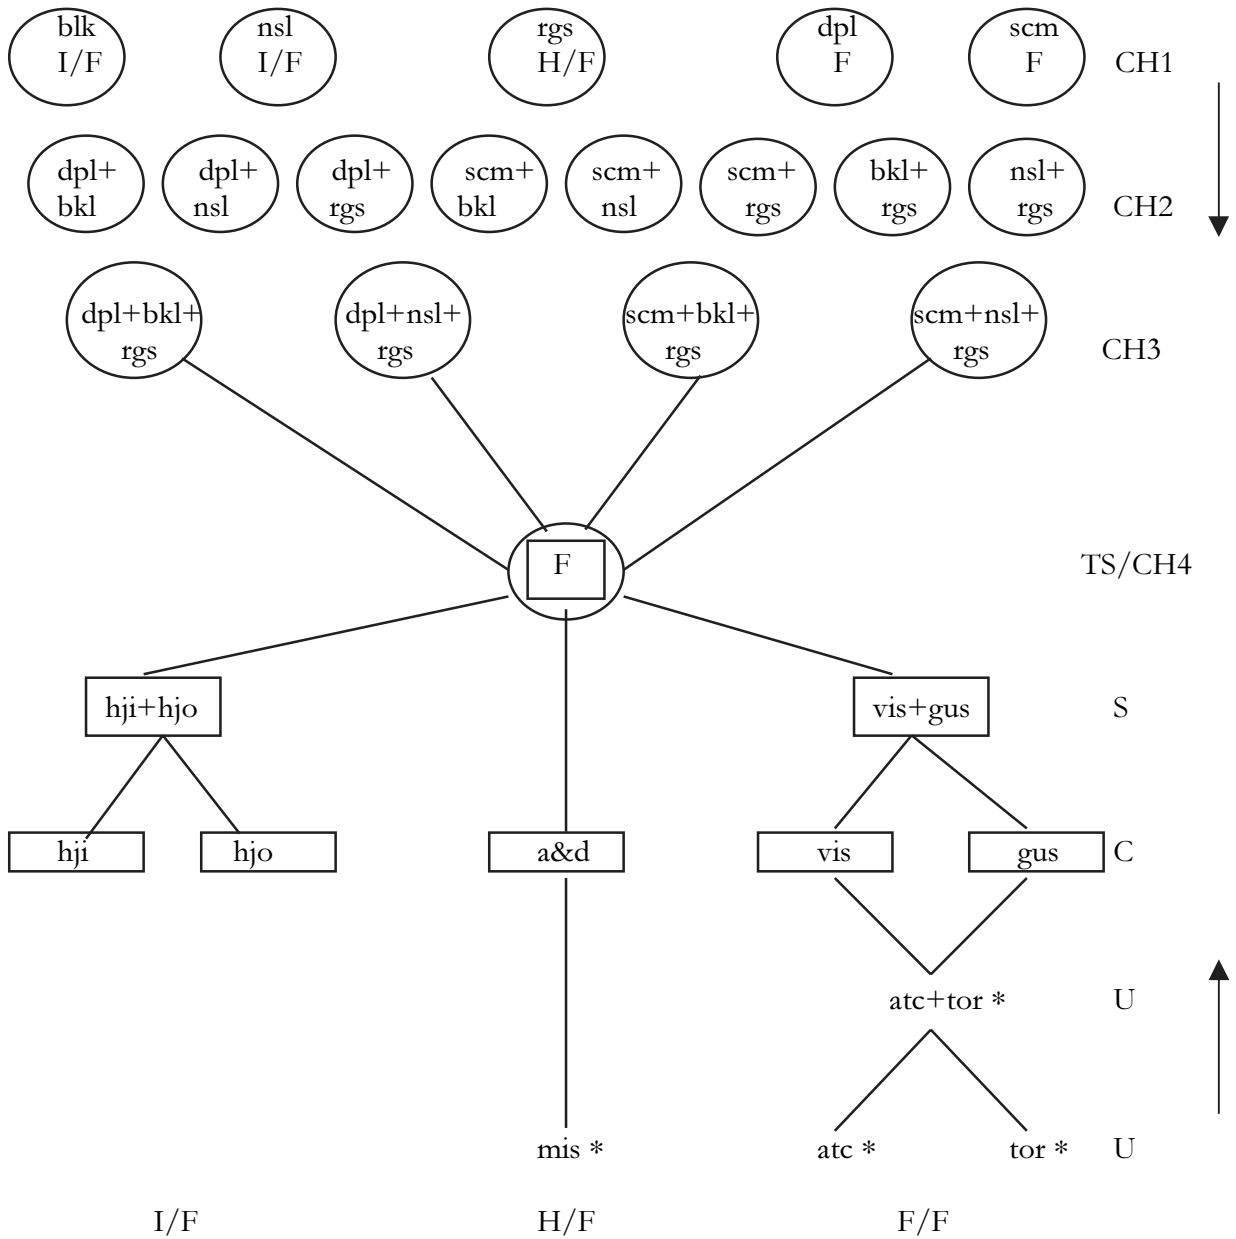 blk
I/F
nsl
I/F
rgs
H/F
dpl
F
scm
F
CH1
dpl+
bkl
dpl+
nsl
dpl+
rgs
scm+
bkl
scm+
nsl
scm+
rgs
bkl+
rgs
nsl+
rgs
CH2
dpl+bkl+
rgs
dpl+nsl+
rgs
scm+bkl+
rgs
scm+nsl+
rgs
CH3
F
TS/CH4
hji+hjo
vis+gus
S
hji
hjo
a&d
vis
gus
C
atc+tor *
U
mis *
atc *
tor *
U
I/F
H/F
F/F